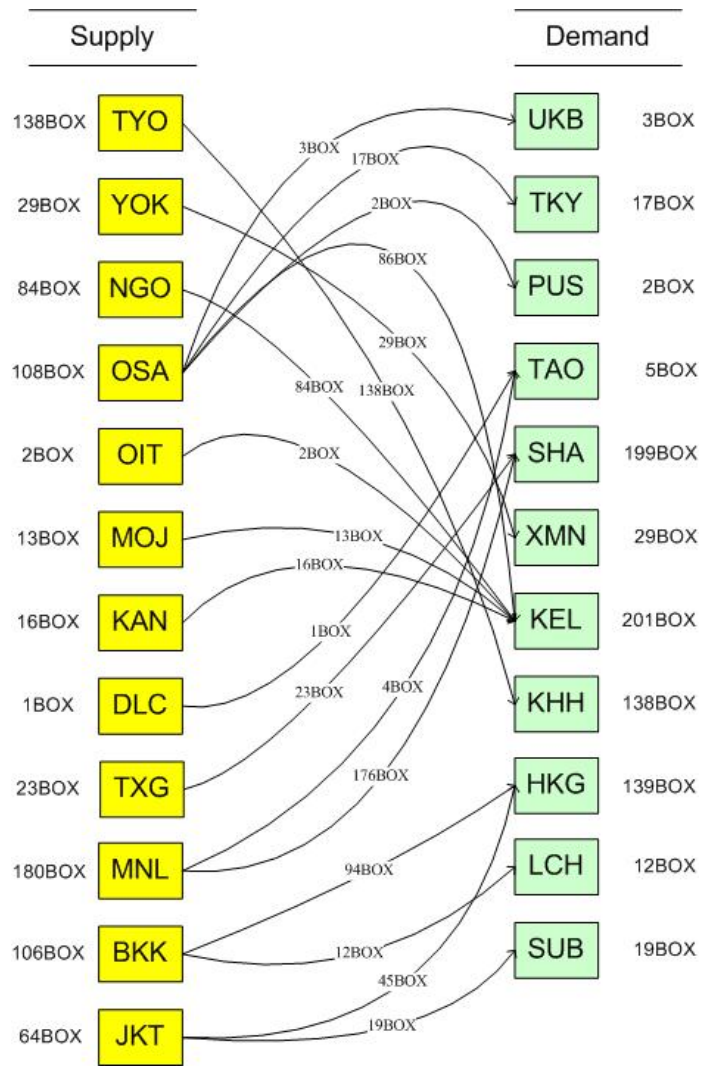 Supply Demand
138BOX TYO UKB 3BOX
3BOX
17BOX
29BOX YOK TKY 17BOX
2BOX
86BOX
84BOX NGO PUS 2BOX
29BOX
108BOX OSA TAO 5BOX
84BOX 138BOX
2BOX OIT 2BOX SHA 199BOX
13BOX MOJ 13BOX XMN 29BOX
16BOX
16BOX KAN KEL 201BOX
1BOX
4BOX
23BOX
1BOX DLC KHH 138BOX
176BOX
23BOX TXG HKG 139BOX
180BOX MNL 94BOX LCH 12BOX
106BOX BKK 12BOX SUB 19BOX
45BOX
19BOX
64BOX JKT